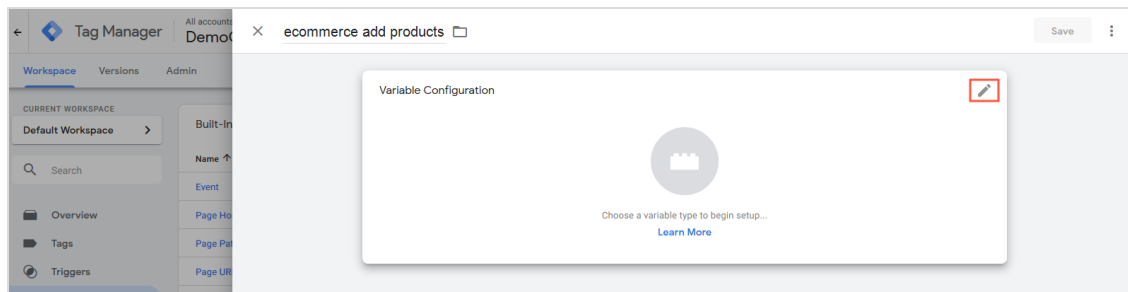 All accounts
Tag Manager
Demo
ecommerce add products
Save
Workspace Versions Admin
Variable Configuration
CURRENT WORKSPACE
Default Workspace
Built-In
Search
Name
Event
Choose a variable type to begin setup...
Learn More
Overview
Page Ho
Tags
Page Pat
Triggers
Page UR